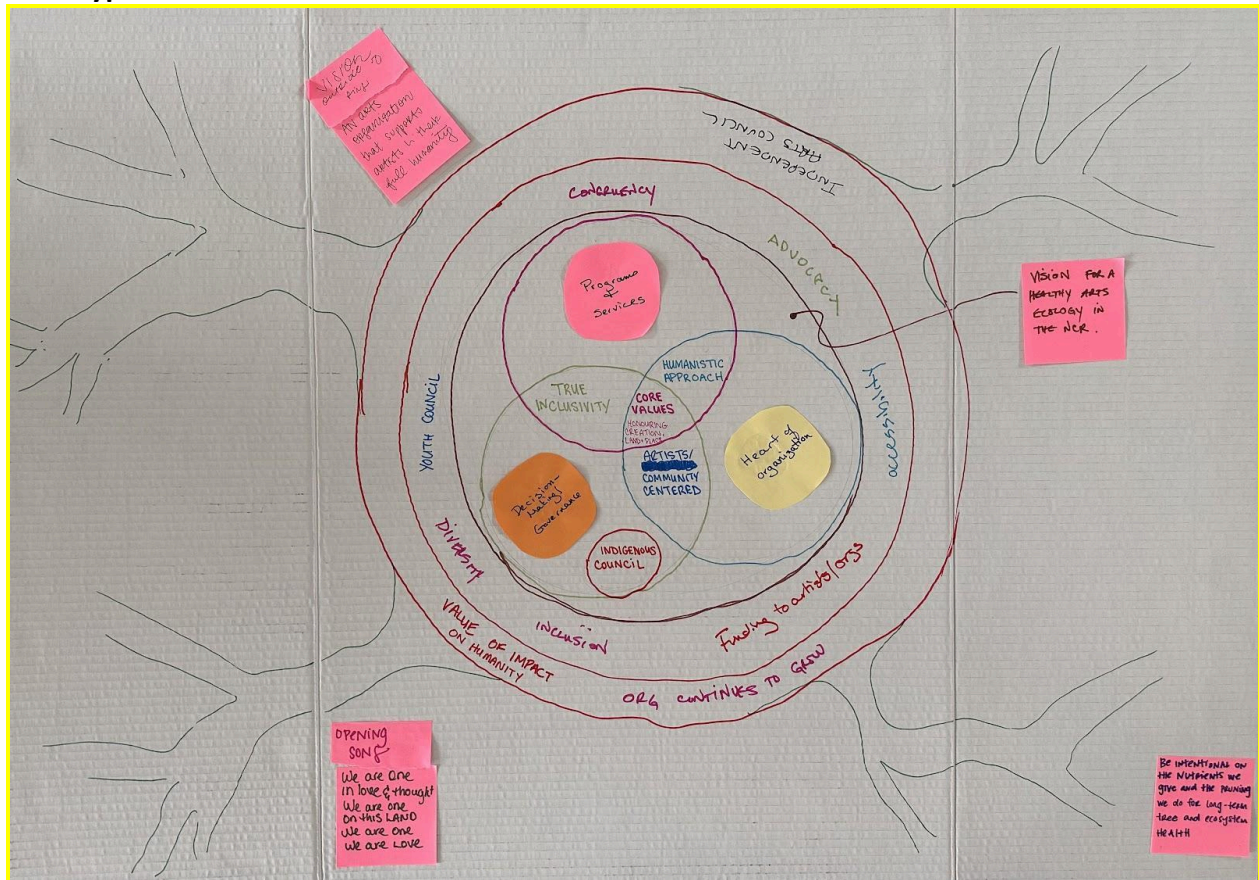 VISION
outside
AN ARTS
organization/
that supports
artists in their
full humanity
INDEPENDENT
ARTS COUNCIL
CONGRUENCY
ADVOCACY
Programs
+
Services
VISION FOR A
HEALTHY ARTS
ECOLOGY IN
THE NCR.
HUMANISTIC
APPROACH
TRUE
INCLUSIVITY
CORE
VALUES
HONOURING
CREATION,
LAND + PLACE
accessibility
YOUTH COUNCIL
Heart of
organization
ARTISTS/
COMMUNITY
CENTERED
Decision-
Making/
Governance
INDIGENOUS
COUNCIL
DIVERSITY
INCLUSION
Funding to artists/orgs
VALUE OF IMPACT
ON HUMANITY
ORG CONTINUES TO GROW
OPENING
SONG
We are One
in love & thought
We are one
on THIS LAND
We are one
We are LOVE
BE INTENTIONAL ON
the NUTRIENTS we
give and the PRUNING
we do for long-term
tree and ecosystem
HEALTH